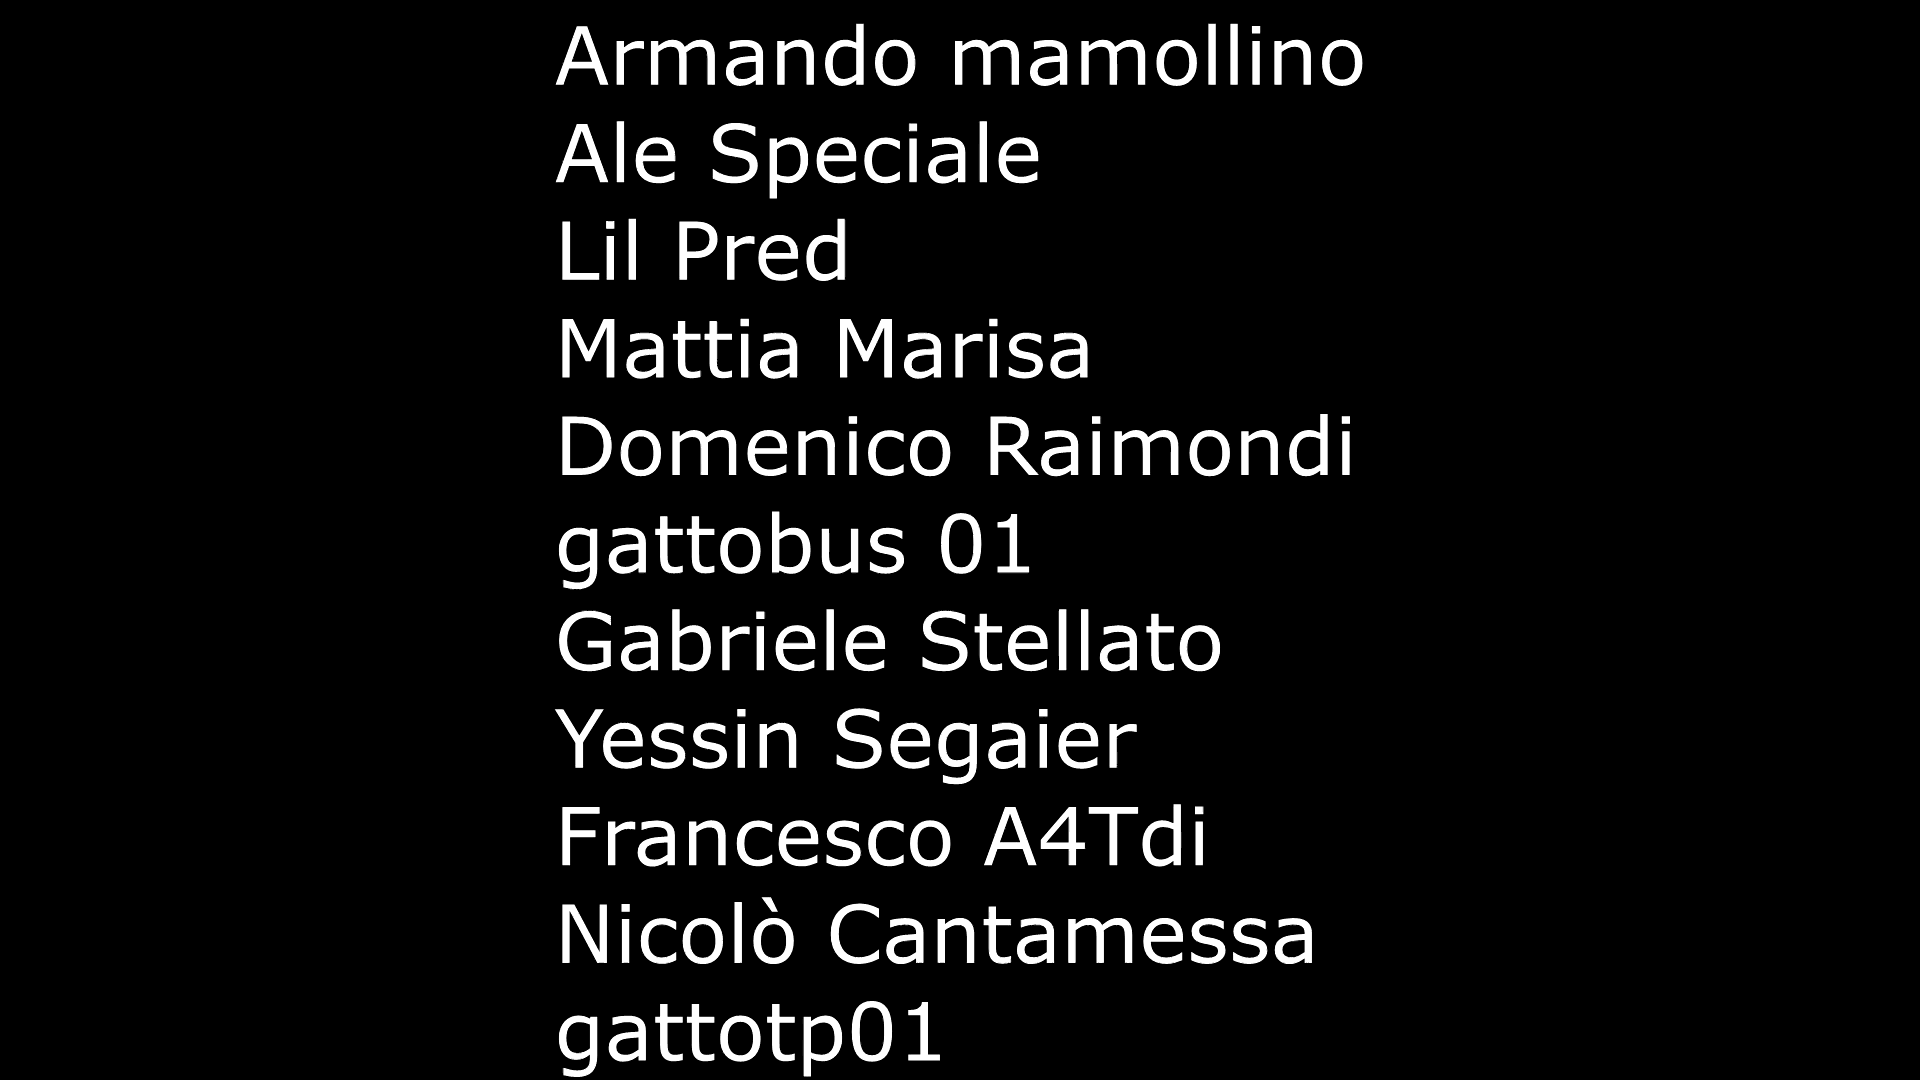 Armando mamollino
Ale Speciale
Lil Pred
Mattia Marisa
Domenico Raimondi
gattobus 01
Gabriele Stellato
Yessin Segaier
Francesco A4Tdi
Nicolò Cantamessa
gattotp01